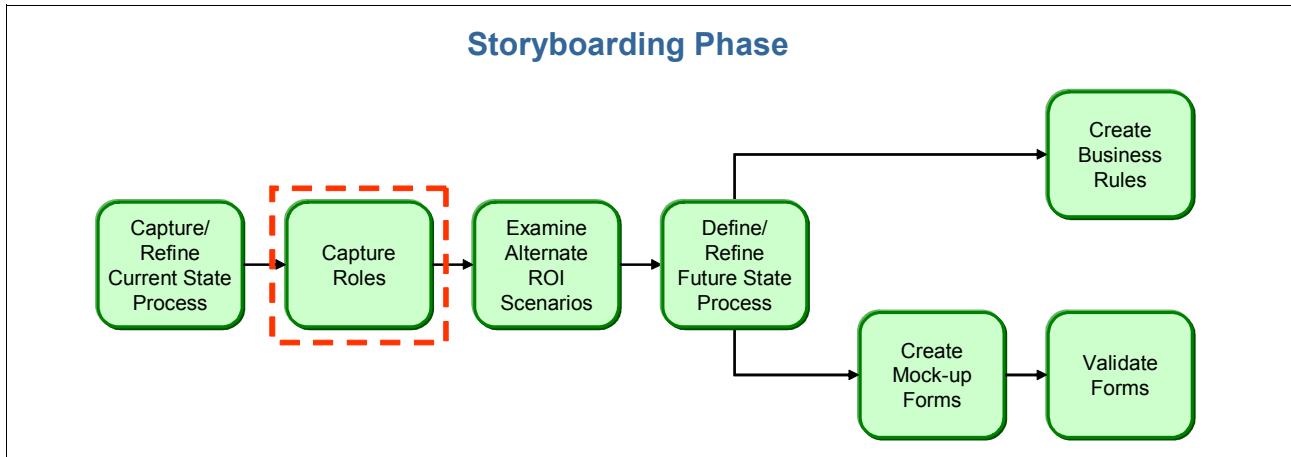 Storyboarding Phase
Capture/
Refine
Current State
Process
Capture
Roles
Examine
Alternate
ROI
Scenarios
Define/
Refine
Future State
Process
Create
Business
Rules
Create
Mock-up
Forms
Validate
Forms